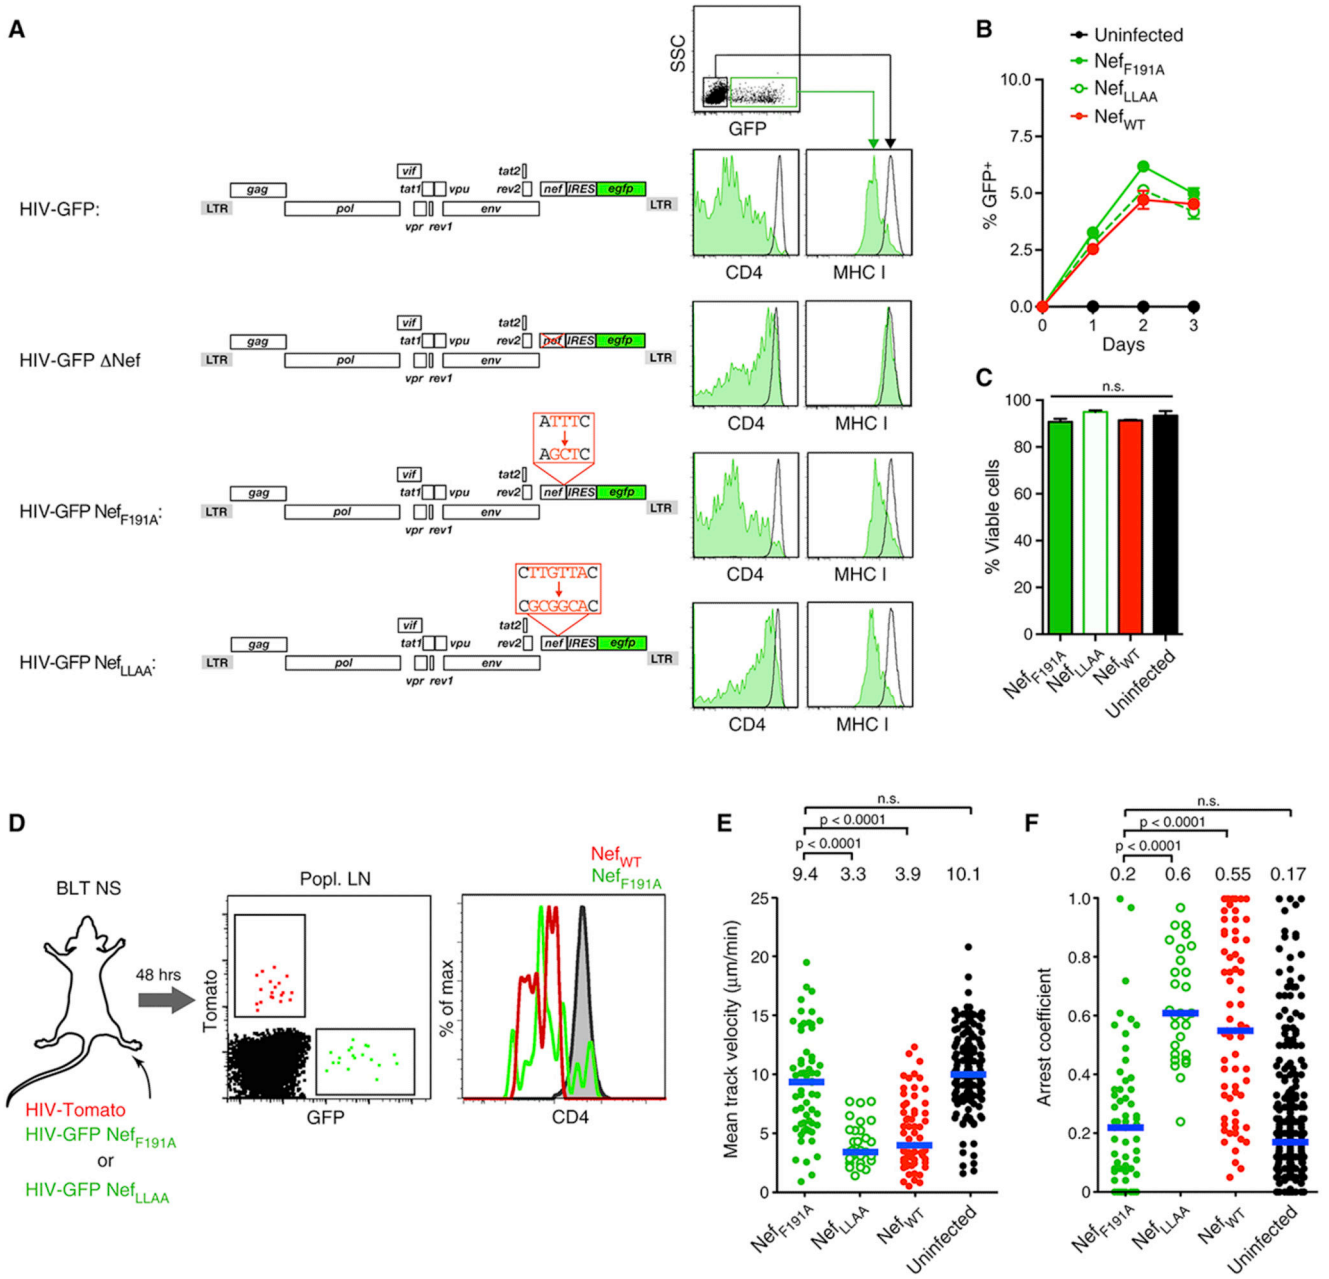 A
SSC
GFP
HIV-GFP:
LTR
gag
pol
vif
tat1
vpu
vpr
rev1
tat2
rev2
env
nef
IRES
egfp
LTR
CD4
MHC I
HIV-GFP ΔNef
LTR
gag
pol
vif
tat1
vpu
vpr
rev1
tat2
rev2
env
nef
IRES
egfp
LTR
CD4
MHC I
ATTTC
AGCTC
HIV-GFP NefF191A:
LTR
gag
pol
vif
tat1
vpu
vpr
rev1
tat2
rev2
env
nef
IRES
egfp
LTR
CD4
MHC I
CTTGTTAC
CGCGGCAC
HIV-GFP NefLLAA:
LTR
gag
pol
vif
tat1
vpu
vpr
rev1
tat2
rev2
env
nef
IRES
egfp
LTR
CD4
MHC I
B
Uninfected
NefF191A
NefLLAA
NefWT
% GFP+
10.0
7.5
5.0
2.5
0.0
0 1 2 3
Days
C
n.s.
% Viable cells
100
80
60
40
20
0
NefF191A
NefLLAA
NefWT
Uninfected
D
BLT NS
48 hrs
HIV-Tomato
HIV-GFP NefF191A
or
HIV-GFP NefLLAA
Popl. LN
Tomato
GFP
NefWT
NefF191A
% of max
CD4
E
n.s.
p < 0.0001
p < 0.0001
9.4 3.3 3.9 10.1
Mean track velocity (μm/min)
25
20
15
10
5
0
NefF191A
NefLLAA
NefWT
Uninfected
F
n.s.
p < 0.0001
p < 0.0001
0.2 0.6 0.55 0.17
Arrest coefficient
1.0
0.8
0.6
0.4
0.2
0
NefF191A
NefLLAA
NefWT
Uninfected